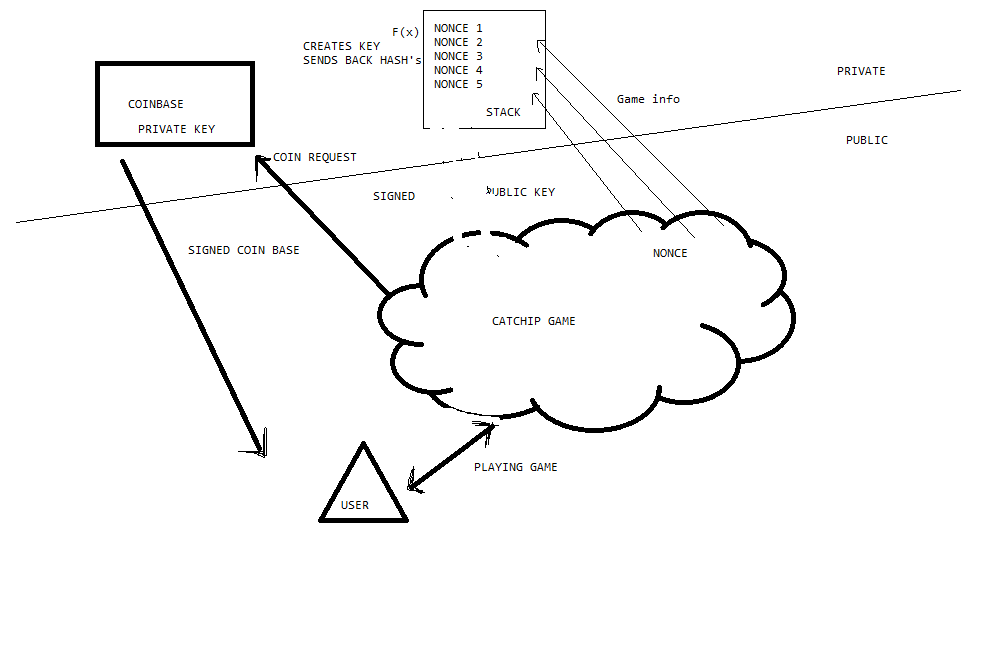 F(x)
CREATES KEY
SENDS BACK HASH's
NONCE 1
NONCE 2
NONCE 3
NONCE 4
NONCE 5
STACK
COINBASE
PRIVATE KEY
Game info
PRIVATE
PUBLIC
COIN REQUEST
SIGNED
PUBLIC KEY
SIGNED COIN BASE
NONCE
CATCHIP GAME
PLAYING GAME
USER